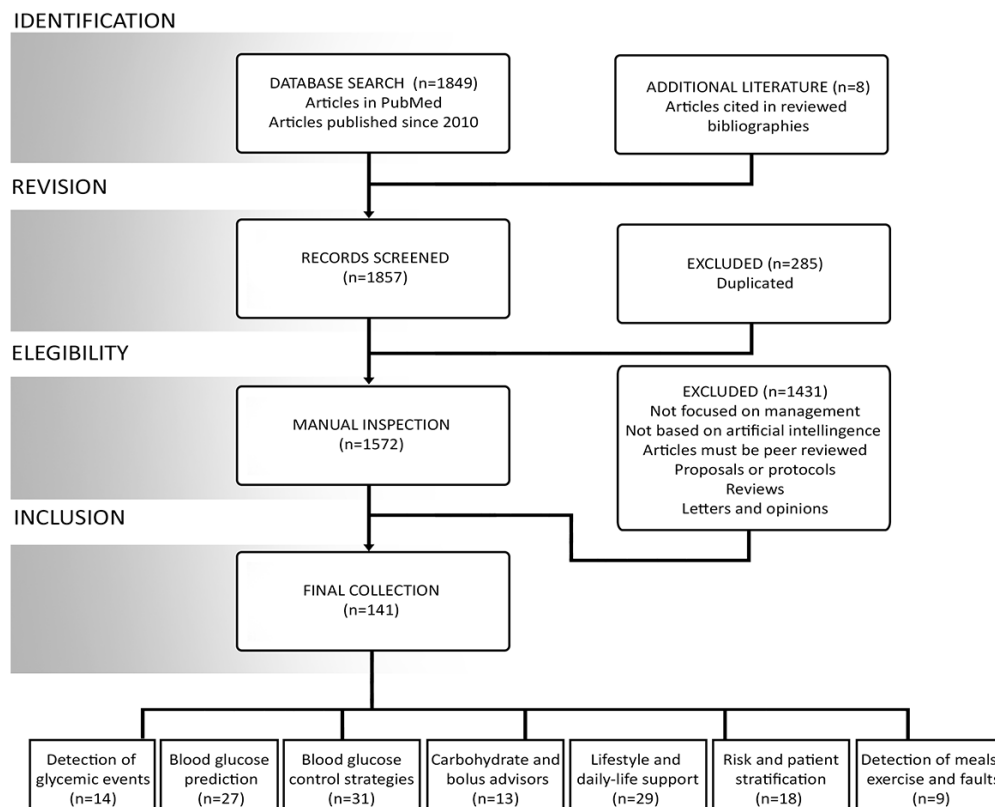 IDENTIFICATION
DATABASE SEARCH (n=1849)
Articles in PubMed
Articles published since 2010
ADDITIONAL LITERATURE (n=8)
Articles cited in reviewed
bibliographies
REVISION
RECORDS SCREENED
(n=1857)
EXCLUDED (n=285)
Duplicated
ELEGIBILITY
MANUAL INSPECTION
(n=1572)
EXCLUDED (n=1431)
Not focused on management
Not based on artificial intellingence
Articles must be peer reviewed
Proposals or protocols
Reviews
Letters and opinions
INCLUSION
FINAL COLLECTION
(n=141)
Detection of
glycemic events
(n=14)
Blood glucose
prediction
(n=27)
Blood glucose
control strategies
(n=31)
Carbohydrate and
bolus advisors
(n=13)
Lifestyle and
daily-life support
(n=29)
Risk and patient
stratification
(n=18)
Detection of meals
exercise and faults
(n=9)